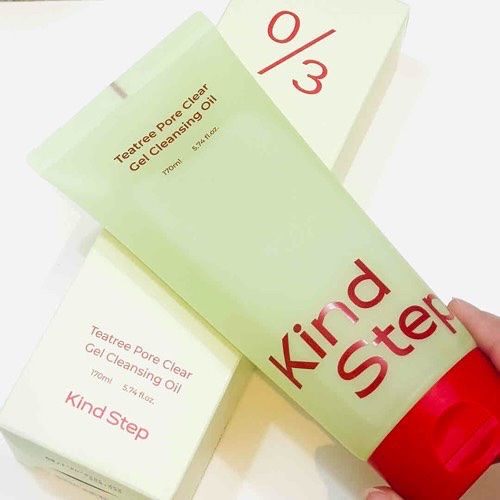 0/3
Teatree Pore Clear
Gel Cleansing Oil
170ml 5.74 fl.oz.
Kind
Step
Teatree Pore Clear
Gel Cleansing Oil
170ml 5.74 fl.oz.
Kind Step